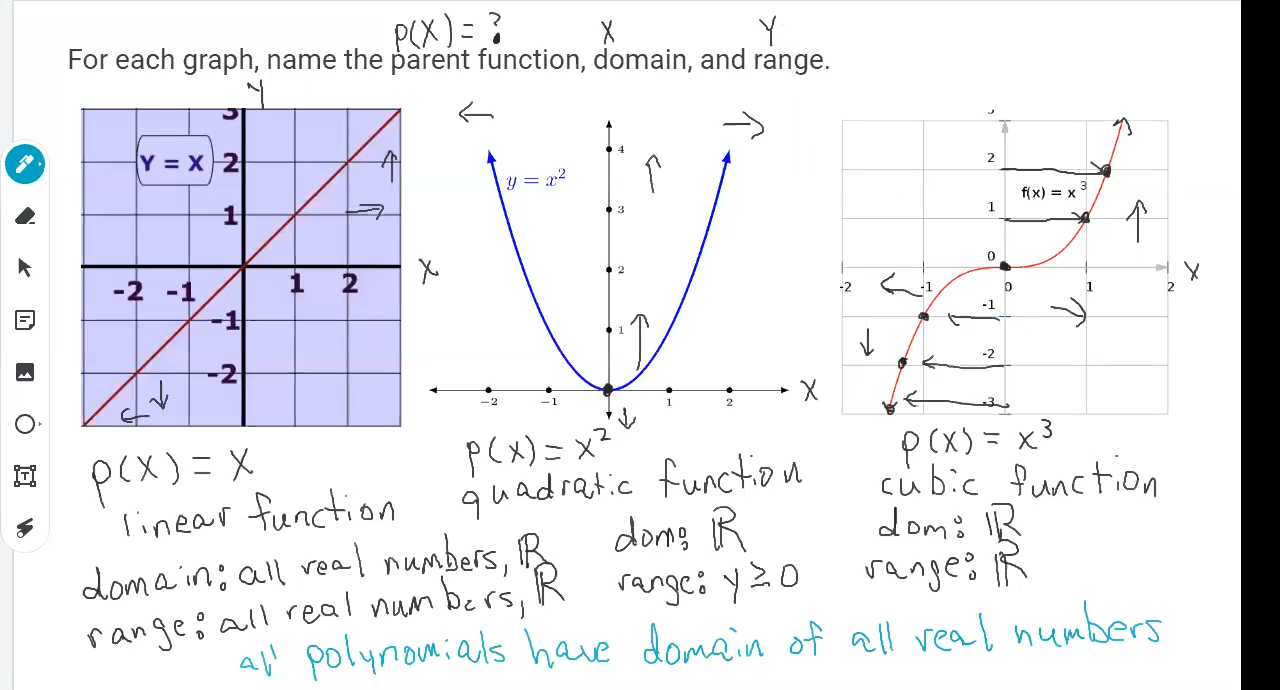 p(X) = ? X Y
For each graph, name the parent function, domain, and range.
Y
3
Y = X
2
1
-2 -1 1 2
-1
-2
X
4
y = x²
3
2
1
-2 -1 1 2
X
2
f(x) = x³
1
0
-2 -1 0 1 2
-1
-2
-3
X
p(X) = X
linear function
domain: all real numbers, ℝ
range: all real numbers, ℝ
p(X) = X²
quadratic function
dom: ℝ
range: y ≥ 0
p(X) = X³
cubic function
dom: ℝ
range: ℝ
all polynomials have domain of all real numbers
T